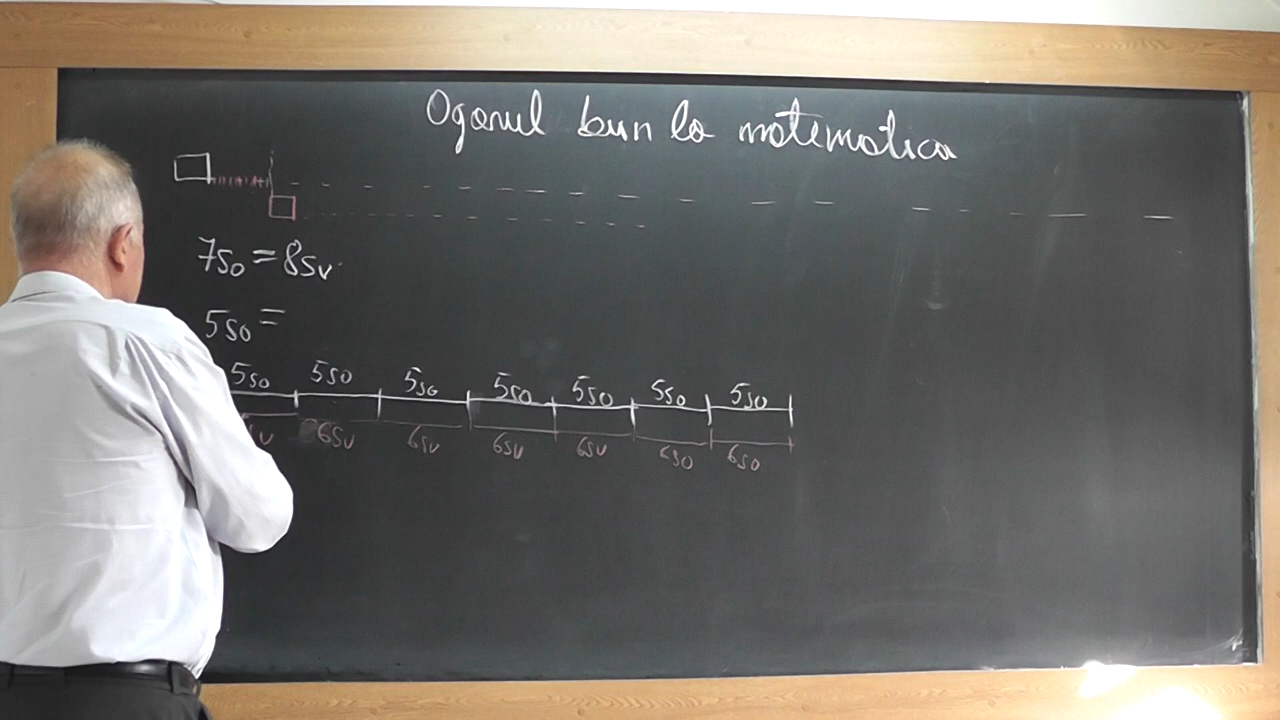 Ogarul bun la matematica
7so = 8sv
5so =
5so 5so 5so 5so 5so 5so 5so
6sv 6sv 6sv 6sv 6so 6so